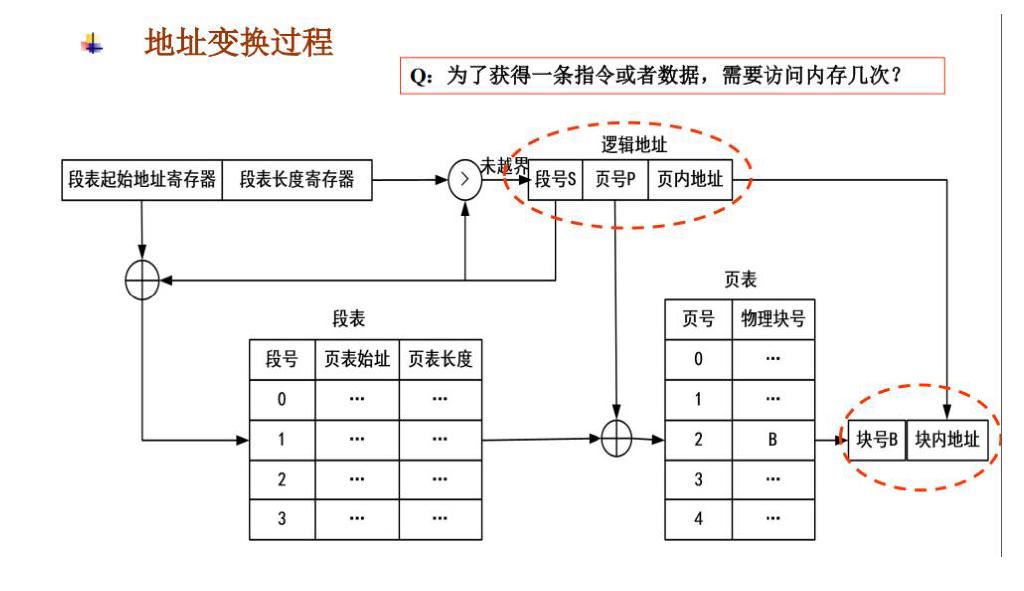 地址变换过程
Q：为了获得一条指令或者数据，需要访问内存几次？
逻辑地址
段表起始地址寄存器 段表长度寄存器 > 未越界 段号S 页号P 页内地址
段表
段号 页表始址 页表长度
0 … …
1 … …
2 … …
3 … …
页表
页号 物理块号
0 …
1 …
2 B
3 …
4 …
块号B 块内地址